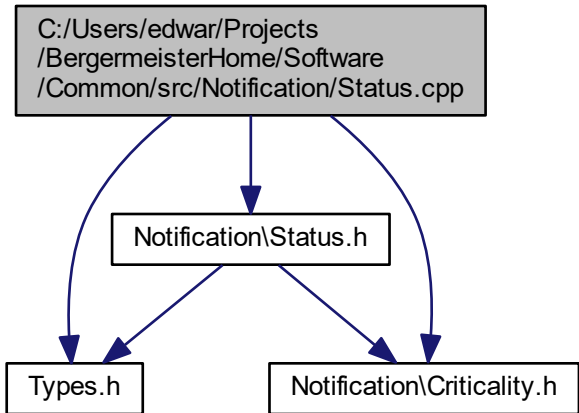 C:/Users/edwar/Projects
/BergermeisterHome/Software
/Common/src/Notification/Status.cpp
Notification\Status.h
Types.h
Notification\Criticality.h